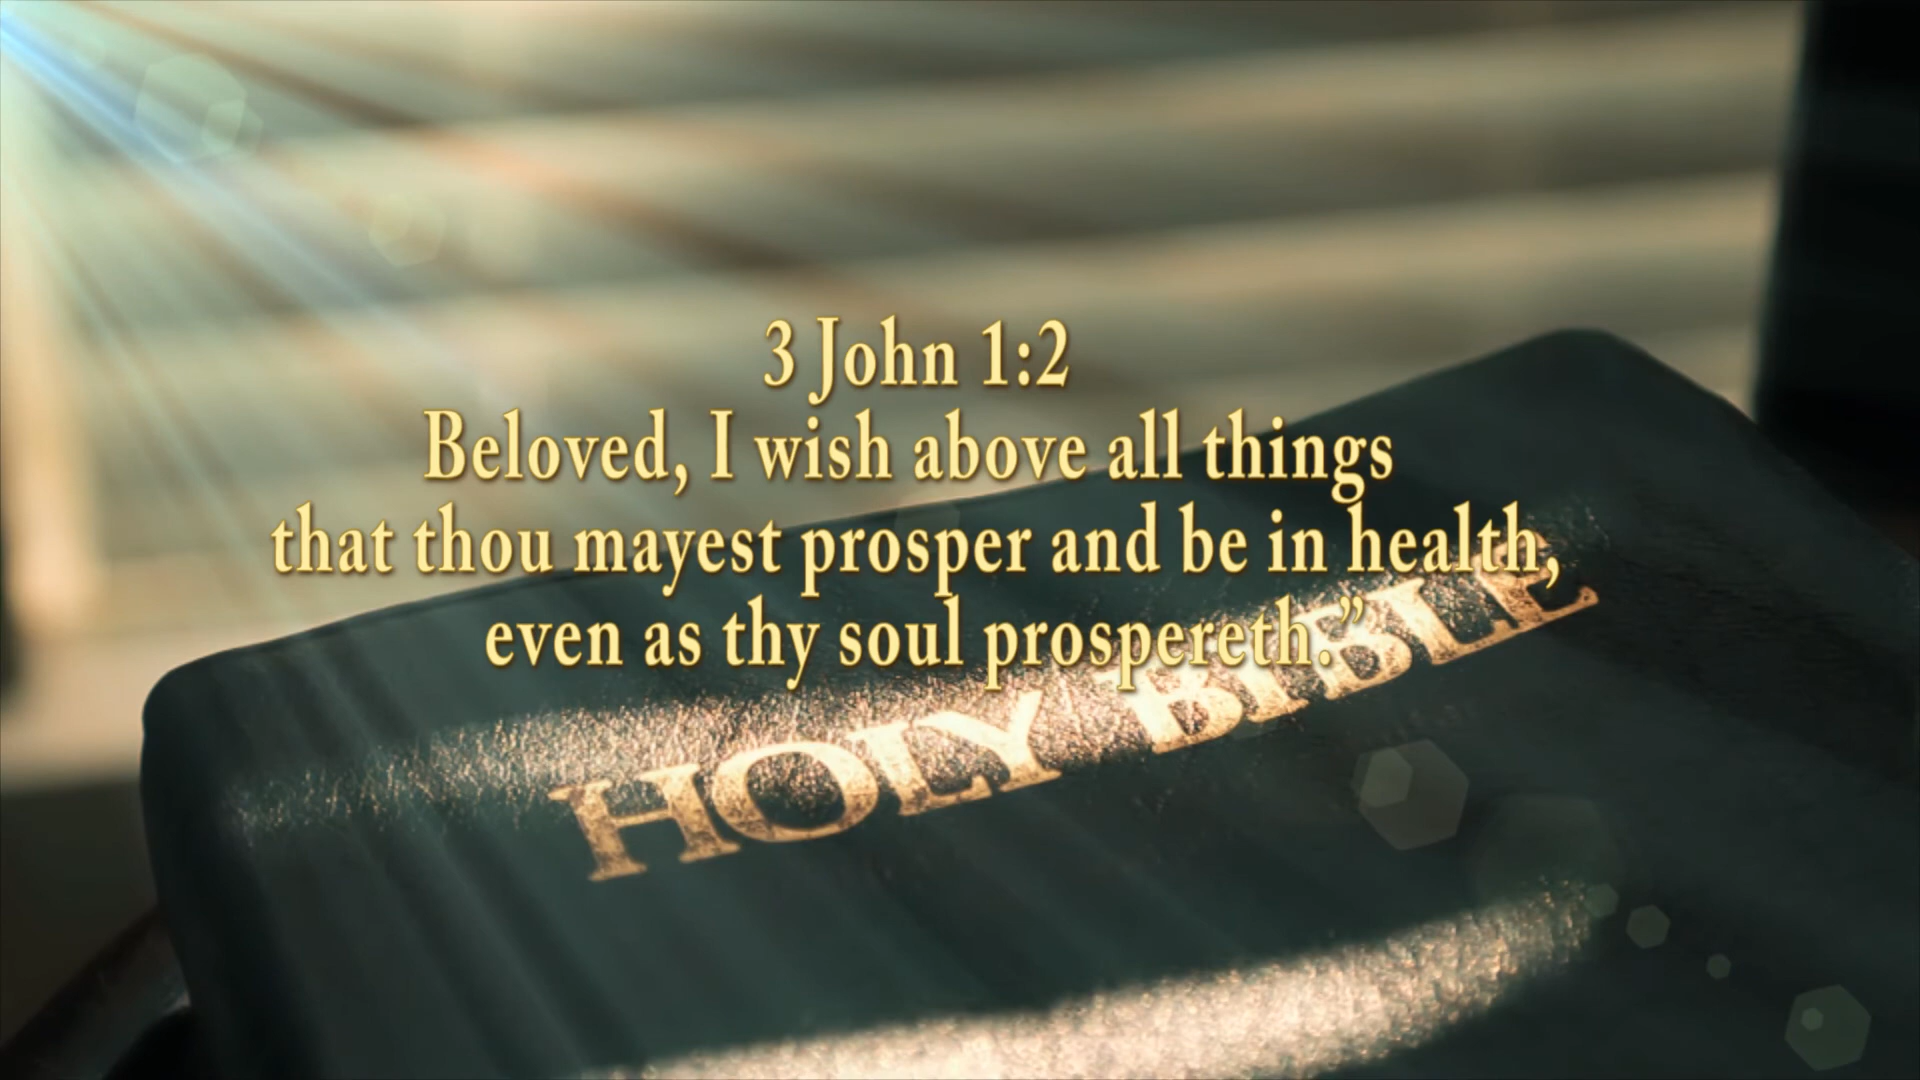 3 John 1:2
Beloved, I wish above all things
that thou mayest prosper and be in health,
even as thy soul prospereth.”
HOLY BIBLE